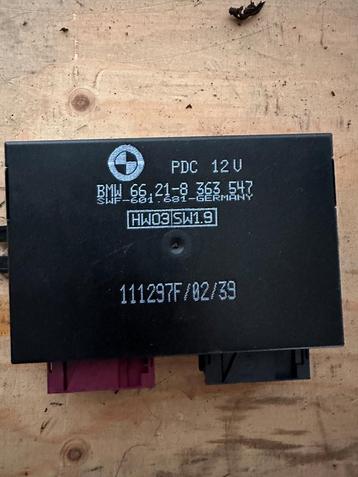 PDC 12V
BMW 66.21-8 363 547
SWF-601.681-GERMANY
HW03 SW1.9
111297F/02/39